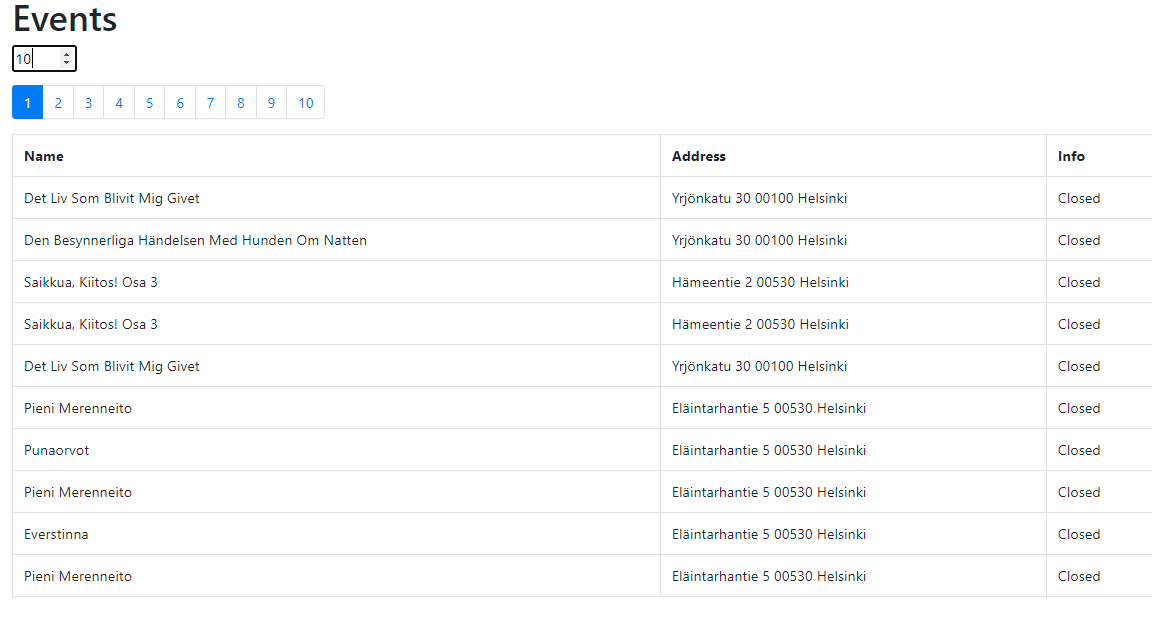 Events
10
1 2 3 4 5 6 7 8 9 10
Name Address Info
Det Liv Som Blivit Mig Givet Yrjönkatu 30 00100 Helsinki Closed
Den Besynnerliga Händelsen Med Hunden Om Natten Yrjönkatu 30 00100 Helsinki Closed
Saikkua, Kiitos! Osa 3 Hämeentie 2 00530 Helsinki Closed
Saikkua, Kiitos! Osa 3 Hämeentie 2 00530 Helsinki Closed
Det Liv Som Blivit Mig Givet Yrjönkatu 30 00100 Helsinki Closed
Pieni Merenneito Eläintarhantie 5 00530 Helsinki Closed
Punaorvot Eläintarhantie 5 00530 Helsinki Closed
Pieni Merenneito Eläintarhantie 5 00530 Helsinki Closed
Everstinna Eläintarhantie 5 00530 Helsinki Closed
Pieni Merenneito Eläintarhantie 5 00530 Helsinki Closed